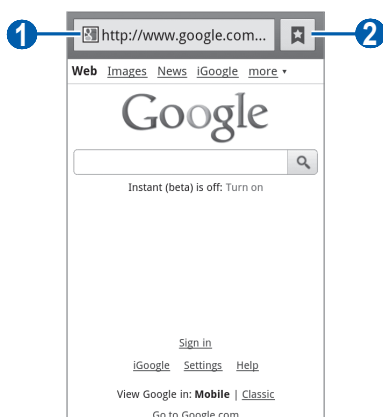 1 http://www.google.com... 2
Web Images News iGoogle more ▾
Google
Instant (beta) is off: Turn on
Sign in
iGoogle Settings Help
View Google in: Mobile | Classic
Go to Google.com